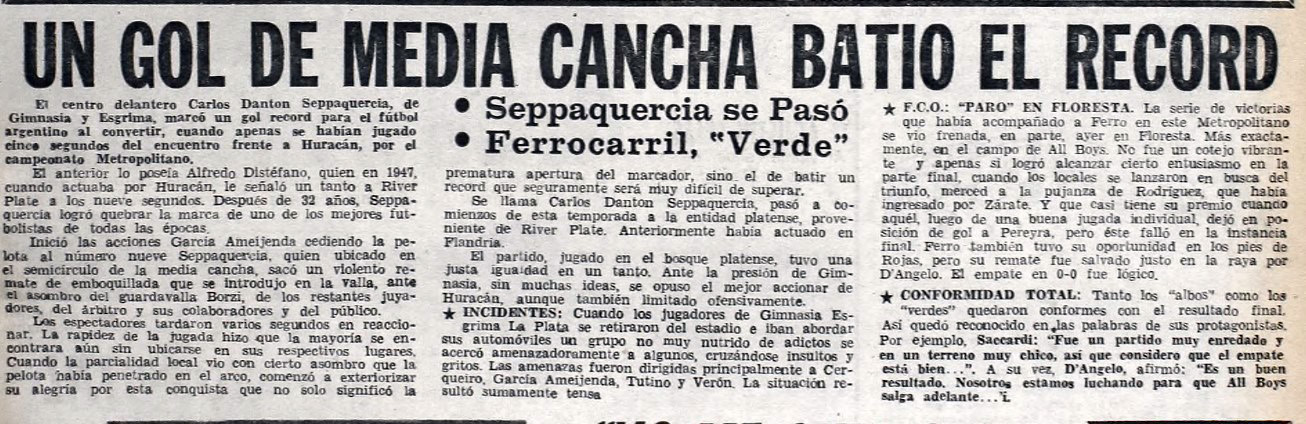 UN GOL DE MEDIA CANCHA BATIO EL RECORD
El centro delantero Carlos Danton Seppaquercia, de
Gimnasia y Esgrima, marcó un gol record para el fútbol
argentino al convertir, cuando apenas se habían jugado
cinco segundos del encuentro frente a Huracán, por el
campeonato Metropolitano.
El anterior lo poseía Alfredo Distéfano, quien en 1947,
cuando actuaba por Huracán, le señaló un tanto a River
Plate a los nueve segundos. Después de 32 años, Seppa-
quercia logró quebrar la marca de uno de los mejores fut-
bolistas de todas las épocas.
Inició las acciones García Ameijenda cediendo la pe-
lota al número nueve Seppaquercia, quien ubicado en
el semicírculo de la media cancha, sacó un violento re-
mate de emboquillada que se introdujo en la valla, ante
el asombro del guardavalla Borzi, de los restantes juya-
dores, del árbitro y sus colaboradores y del público.
Los espectadores tardaron varios segundos en reaccio-
nar. La rapidez de la jugada hizo que la mayoría se en-
contrara aún sin ubicarse en sus respectivos lugares.
Cuando la parcialidad local vio con cierto asombro que la
pelota había penetrado en el arco, comenzó a exteriorizar
su alegría por esta conquista que no solo significó la
• Seppaquercia se Pasó
• Ferrocarril, "Verde"
prematura apertura del marcador, sino el de batir un
record que seguramente será muy difícil de superar.
Se llama Carlos Danton Seppaquercia, pasó a co-
mienzos de esta temporada a la entidad platense, prove-
niente de River Plate. Anteriormente había actuado en
Flandria.
El partido, jugado en el bosque platense, tuvo una
justa igualdad en un tanto. Ante la presión de Gim-
nasia, sin muchas ideas, se opuso el mejor accionar de
Huracán, aunque también limitado ofensivamente.
★ INCIDENTES: Cuando los jugadores de Gimnasia Es-
grima La Plata se retiraron del estadio e iban abordar
sus automóviles un grupo no muy nutrido de adictos se
acercó amenazadoramente a algunos, cruzándose insultos y
gritos. Las amenazas fueron dirigidas principalmente a Cer-
queiro, García Ameijenda, Tutino y Verón. La situación re-
sultó sumamente tensa
★ F.C.O.: "PARO" EN FLORESTA. La serie de victorias
que había acompañado a Ferro en este Metropolitano
se vio frenada, en parte, ayer en Floresta. Más exacta-
mente, en el campo de All Boys. No fue un cotejo vibran-
te y apenas si logró alcanzar cierto entusiasmo en la
parte final, cuando los locales se lanzaron en busca del
triunfo, merced a la pujanza de Rodríguez, que había
ingresado por Zárate. Y que casi tiene su premio cuando
aquél, luego de una buena jugada individual, dejó en po-
sición de gol a Pereyra, pero éste falló en la instancia
final. Ferro también tuvo su oportunidad en los pies de
Rojas, pero su remate fue salvado justo en la raya por
D'Angelo. El empate en 0-0 fue lógico.
★ CONFORMIDAD TOTAL: Tanto los "albos" como los
"verdes" quedaron conformes con el resultado final.
Así quedó reconocido en las palabras de sus protagonistas.
Por ejemplo, Saccardi: "Fue un partido muy enredado y
en un terreno muy chico, así que considero que el empate
está bien...". A su vez, D'Angelo, afirmó: "Es un buen
resultado. Nosotros estamos luchando para que All Boys
salga adelante...